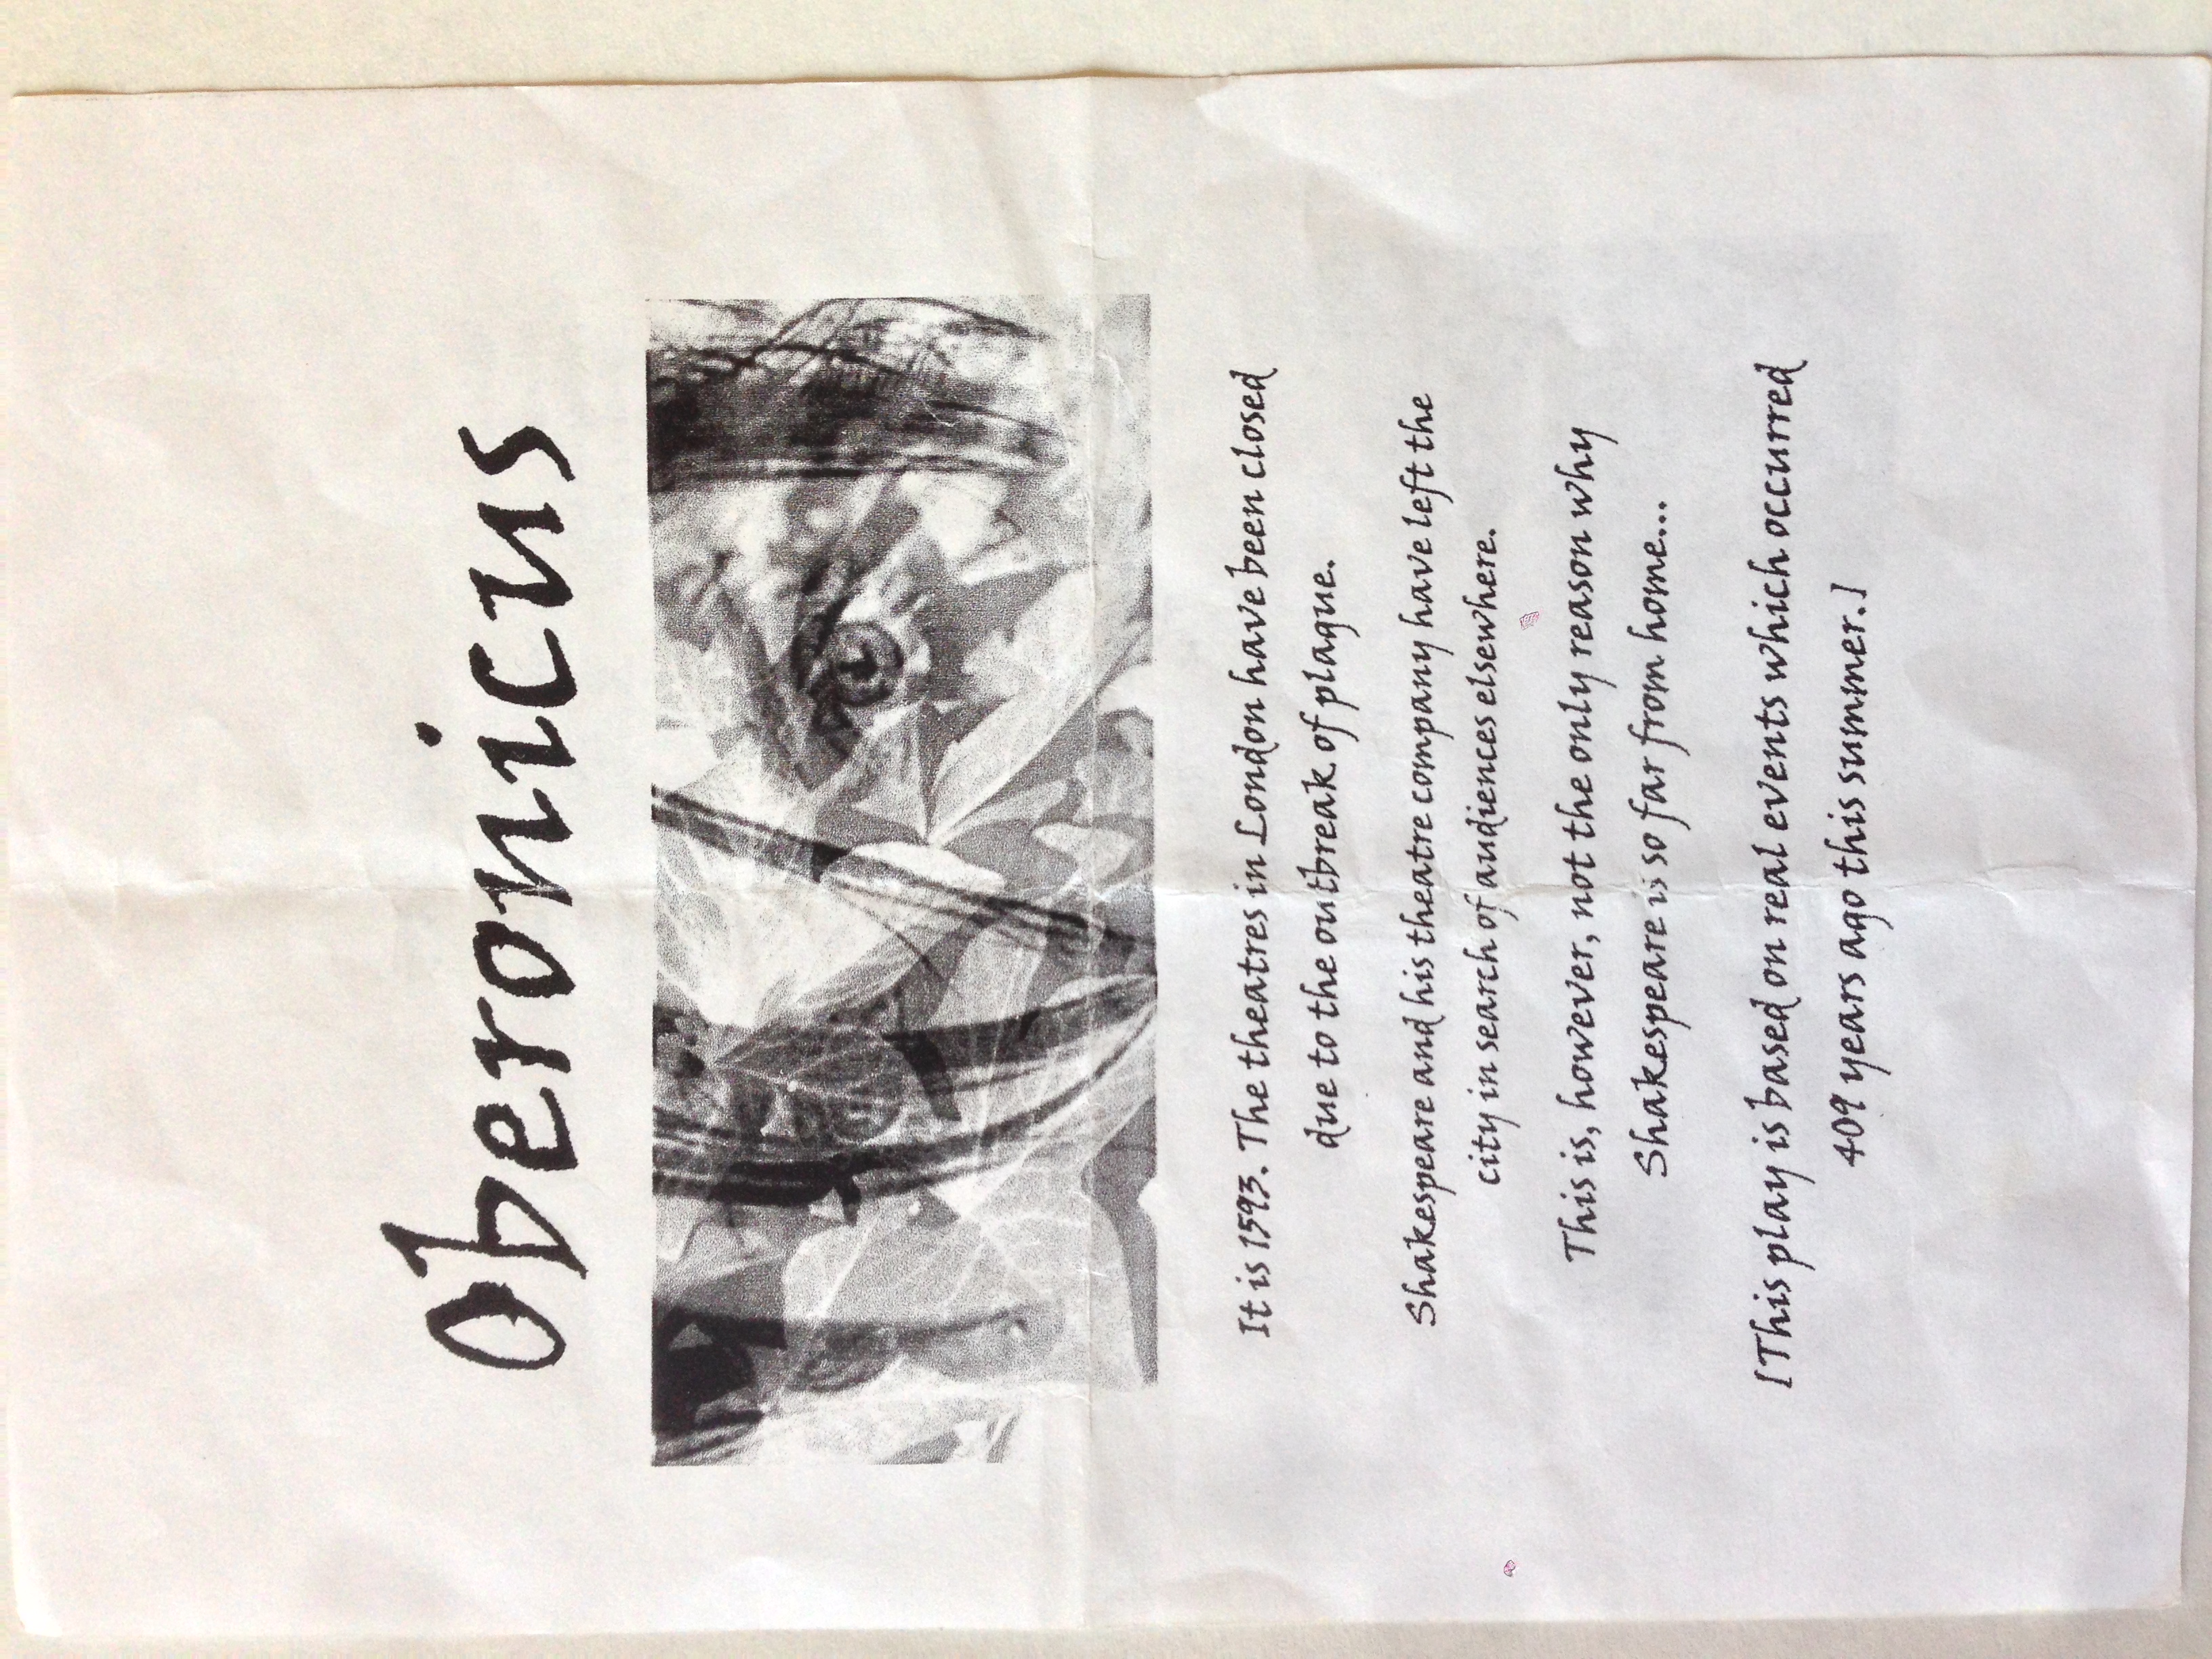 Oberonicus
It is 1593. The theatres in London have been closed
due to the outbreak of plague.
Shakespeare and his theatre company have left the
city in search of audiences elsewhere.
This is, however, not the only reason why
Shakespeare is so far from home...
[This play is based on real events which occurred
409 years ago this summer.]